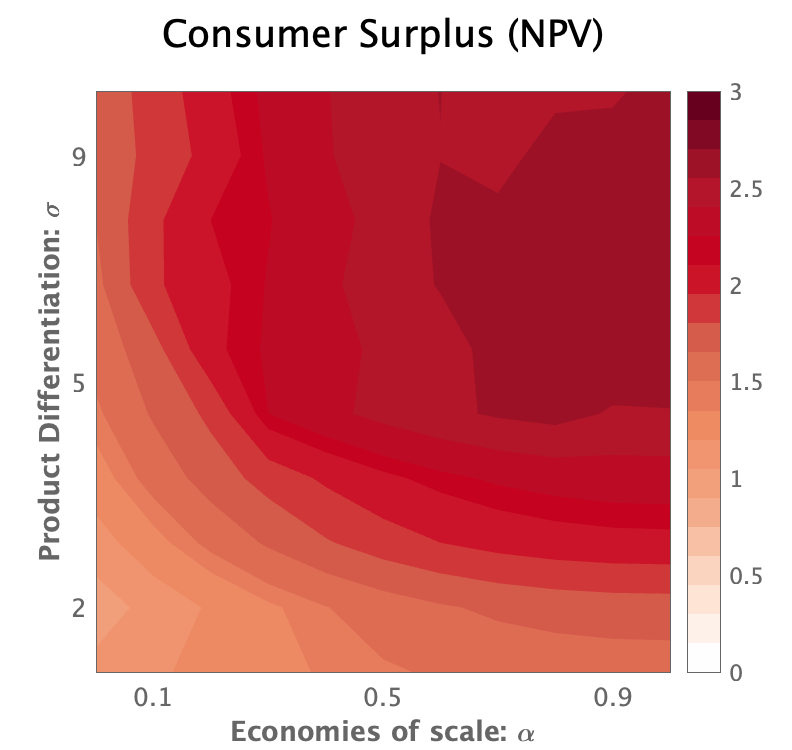 Consumer Surplus (NPV)
Product Differentiation: σ
9
5
2
0.1 0.5 0.9
Economies of scale: α
3
2.5
2
1.5
1
0.5
0